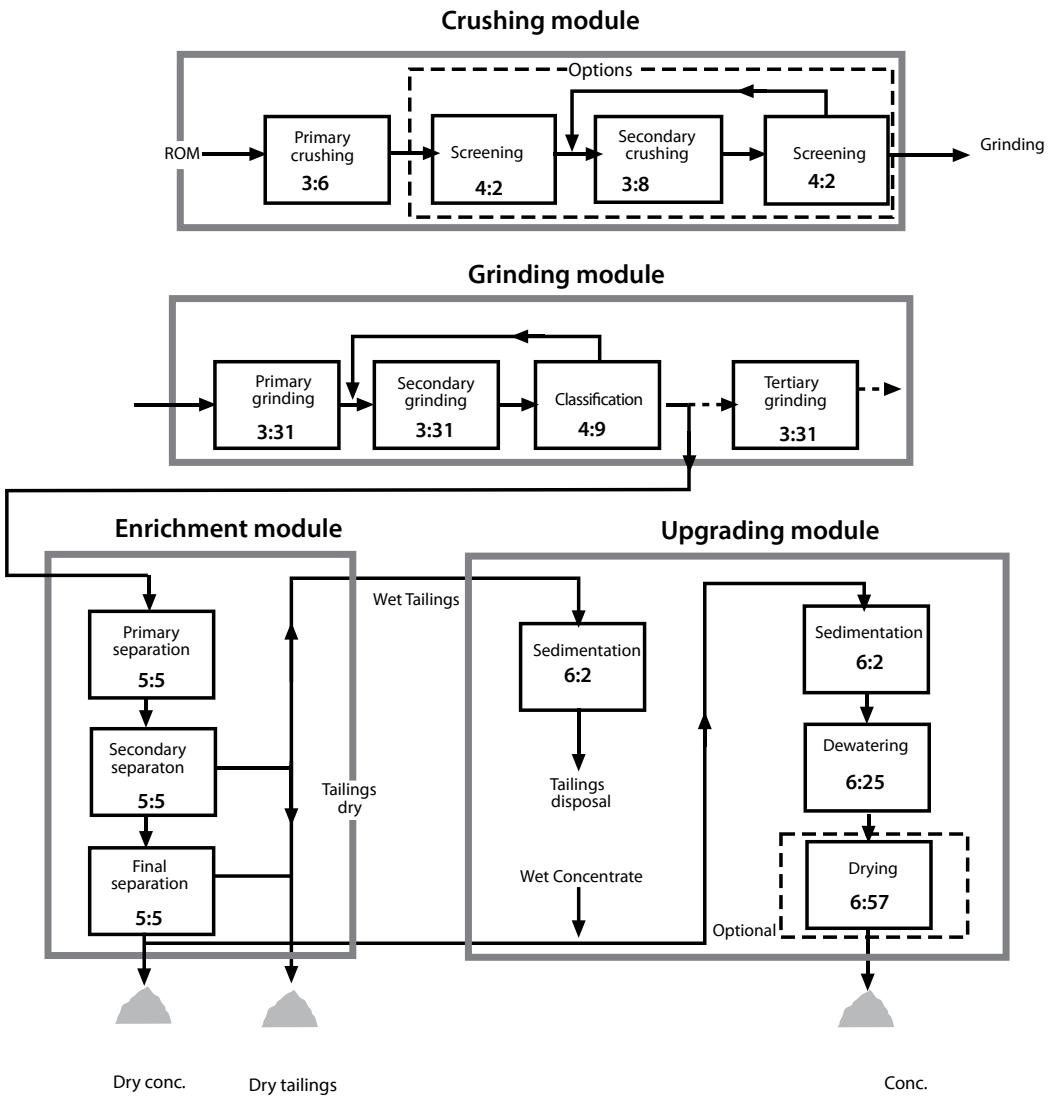 Crushing module
Options
ROM
Primary
crushing
3:6
Screening
4:2
Secondary
crushing
3:8
Screening
4:2
Grinding
Grinding module
Primary
grinding
3:31
Secondary
grinding
3:31
Classification
4:9
Tertiary
grinding
3:31
Enrichment module
Primary
separation
5:5
Secondary
separaton
5:5
Final
separation
5:5
Tailings
dry
Wet Tailings
Upgrading module
Sedimentation
6:2
Tailings
disposal
Wet Concentrate
Sedimentation
6:2
Dewatering
6:25
Drying
6:57
Optional
Dry conc.
Dry tailings
Conc.